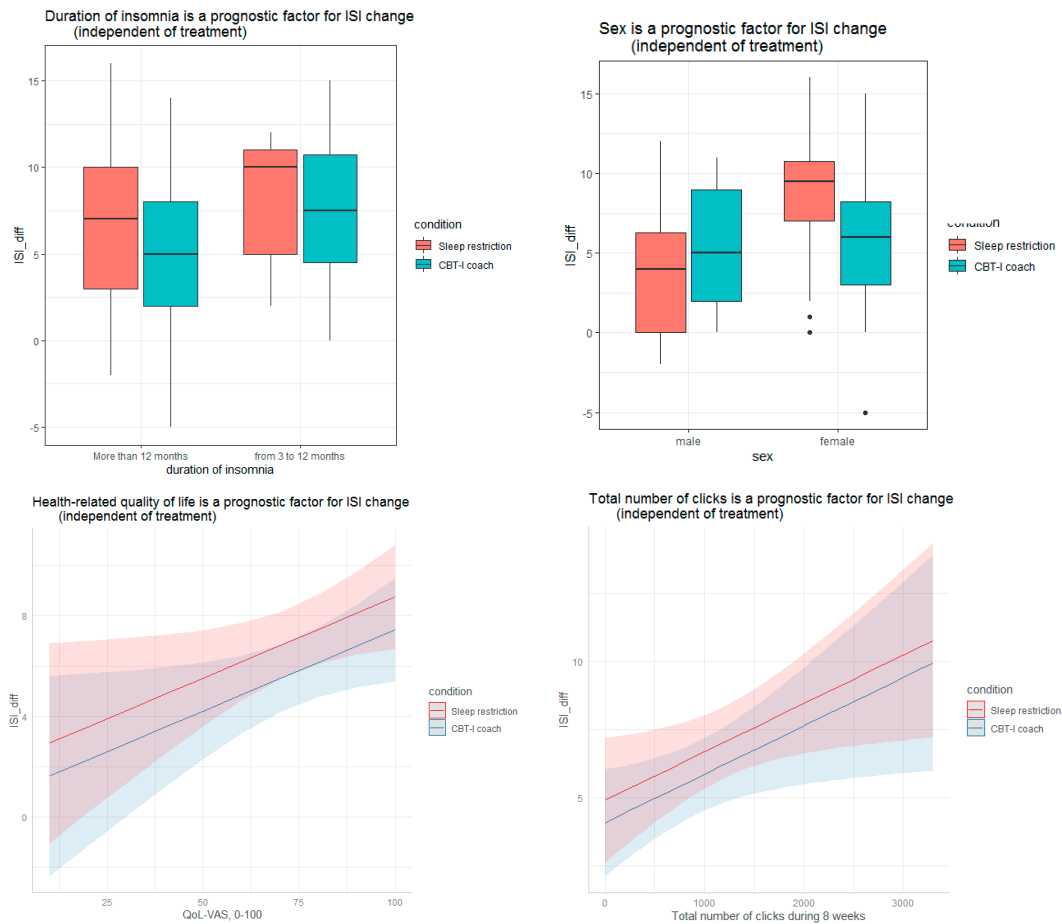 Duration of insomnia is a prognostic factor for ISI change
(independent of treatment)
15
10
5
0
-5
ISI_diff
More than 12 months
from 3 to 12 months
duration of insomnia
condition
Sleep restriction
CBT-I coach
Sex is a prognostic factor for ISI change
(independent of treatment)
15
10
5
0
-5
ISI_diff
male
female
sex
condition
Sleep restriction
CBT-I coach
Health-related quality of life is a prognostic factor for ISI change
(independent of treatment)
8
4
0
ISI_diff
25
50
75
100
QoL-VAS, 0-100
condition
Sleep restriction
CBT-I coach
Total number of clicks is a prognostic factor for ISI change
(independent of treatment)
10
5
ISI_diff
0
1000
2000
3000
Total number of clicks during 8 weeks
condition
Sleep restriction
CBT-I coach